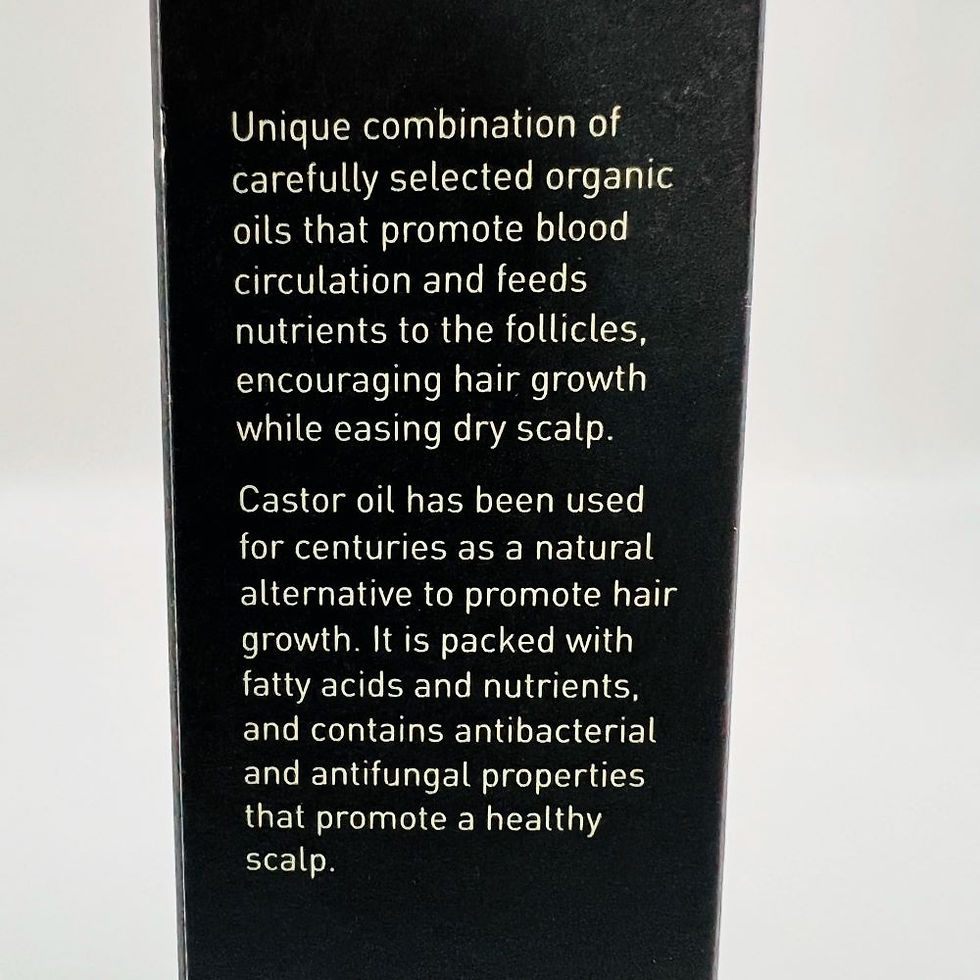 Unique combination of
carefully selected organic
oils that promote blood
circulation and feeds
nutrients to the follicles,
encouraging hair growth
while easing dry scalp.
Castor oil has been used
for centuries as a natural
alternative to promote hair
growth. It is packed with
fatty acids and nutrients,
and contains antibacterial
and antifungal properties
that promote a healthy
scalp.